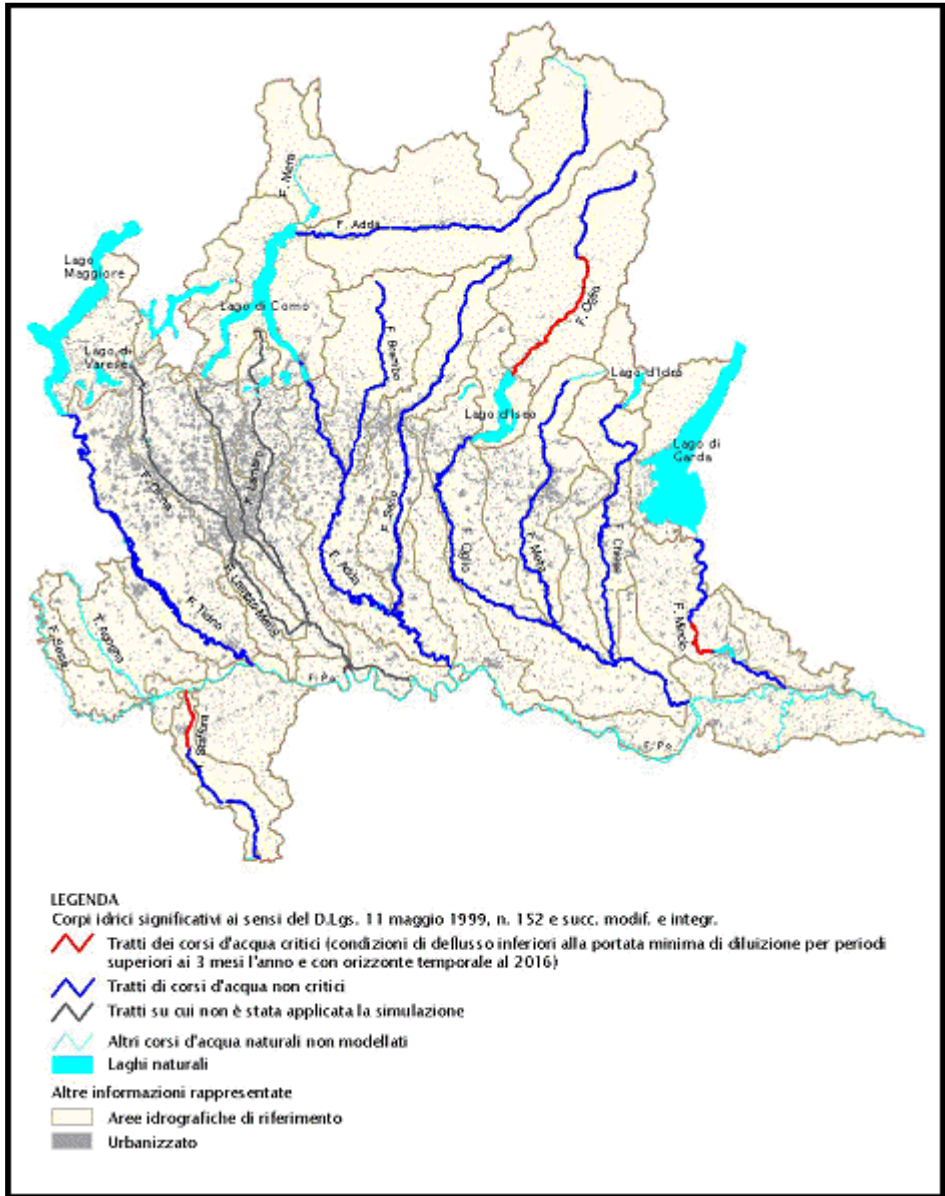 F. Mera
F. Adda
Lago
Maggiore
Lago di Como
F. Oglio
F. Brembo
Lago di
Varese
Lago d'Idro
Lago d'Iseo
Lago di
Garda
F. Olona
F. Lambro
F. Serio
F. Adda
F. Oglio
F. Mella
F. Chiese
F. Mincio
F. Ticino
T. Agogna
F. Sesia
F. Po
F. Po
Staffora
LEGENDA
Corpi idrici significativi ai sensi del D.Lgs. 11 maggio 1999, n. 152 e succ. modif. e integr.
Tratti dei corsi d'acqua critici (condizioni di deflusso inferiori alla portata minima di diluizione per periodi
superiori ai 3 mesi l'anno e con orizzonte temporale al 2016)
Tratti di corsi d'acqua non critici
Tratti su cui non è stata applicata la simulazione
Altri corsi d'acqua naturali non modellati
Laghi naturali
Altre informazioni rappresentate
Aree idrografiche di riferimento
Urbanizzato